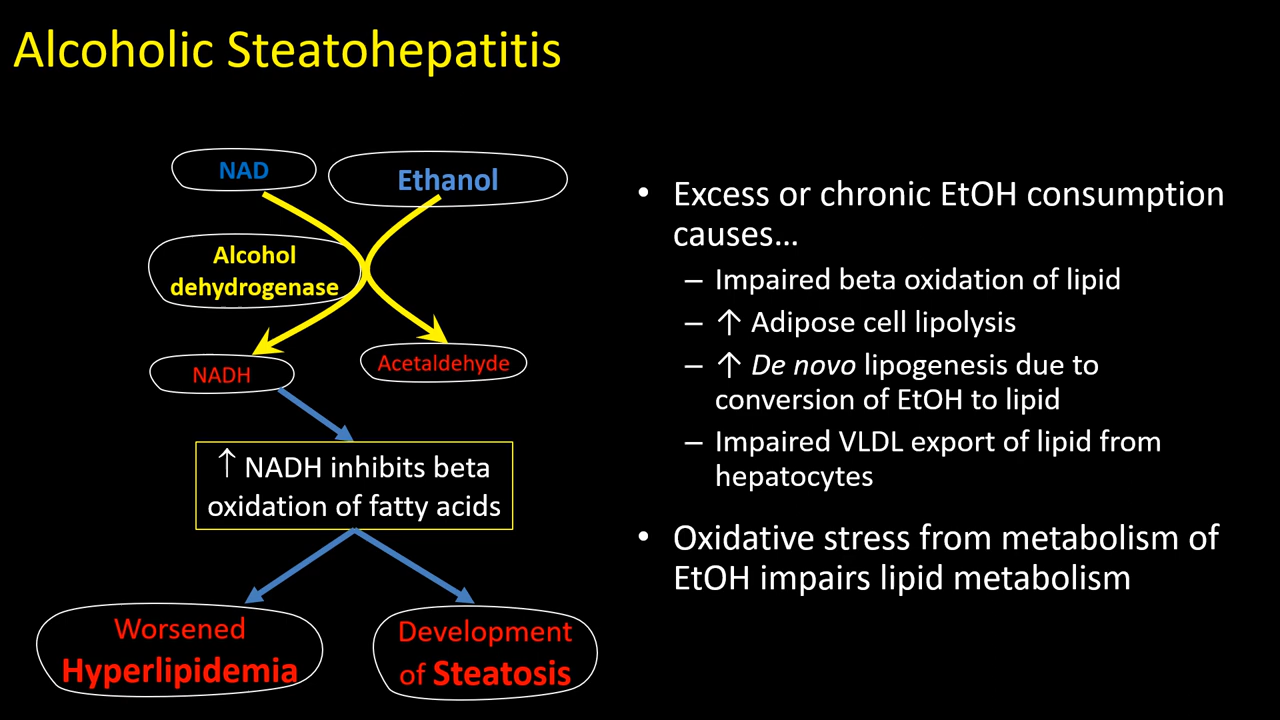 Alcoholic Steatohepatitis
NAD
Ethanol
Alcohol
dehydrogenase
NADH
Acetaldehyde
↑ NADH inhibits beta
oxidation of fatty acids
Worsened
Hyperlipidemia
Development
of Steatosis
• Excess or chronic EtOH consumption
causes…
– Impaired beta oxidation of lipid
– ↑ Adipose cell lipolysis
– ↑ De novo lipogenesis due to
conversion of EtOH to lipid
– Impaired VLDL export of lipid from
hepatocytes
• Oxidative stress from metabolism of
EtOH impairs lipid metabolism